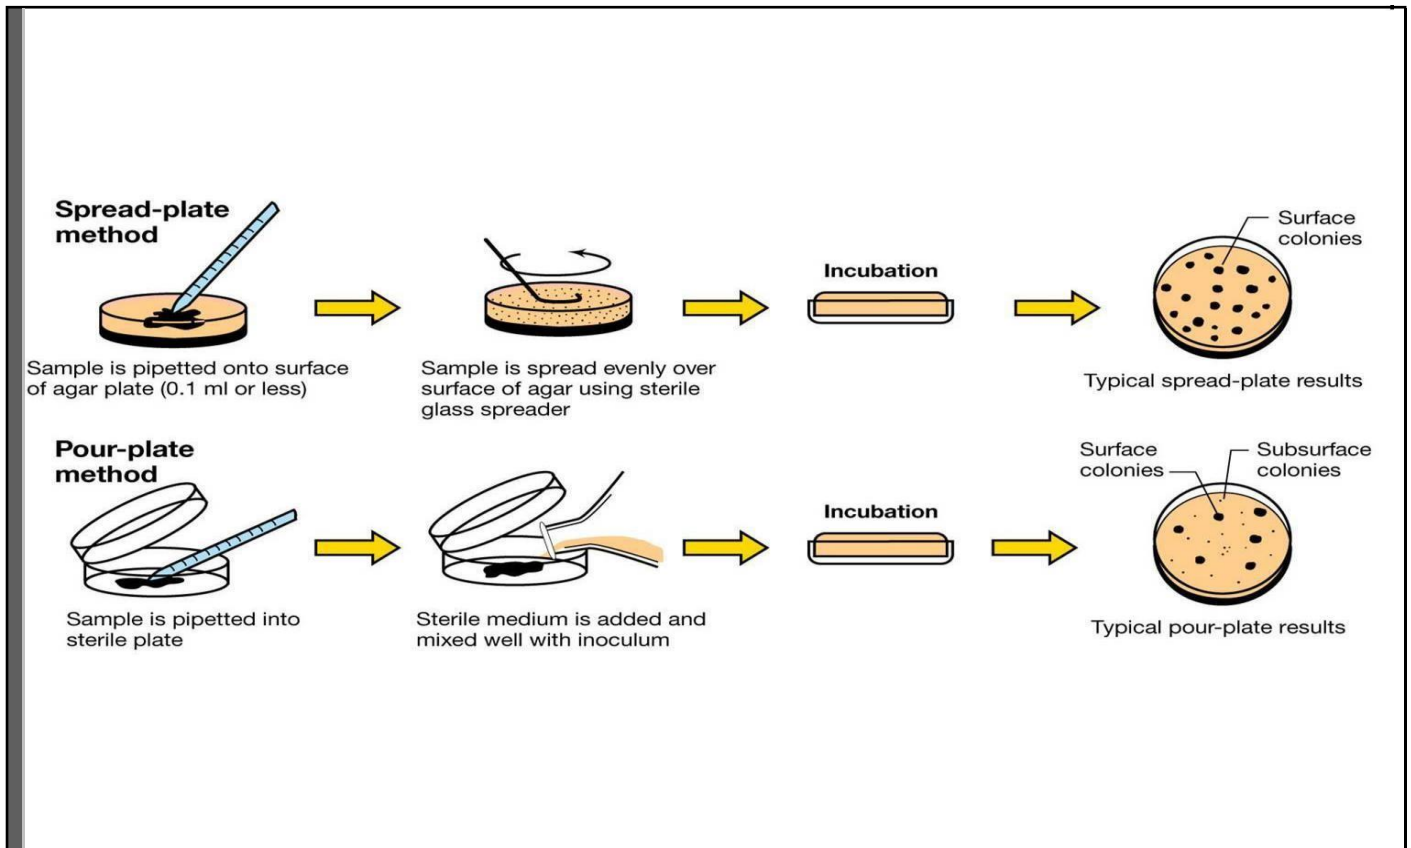 Spread-plate
method
Sample is pipetted onto surface
of agar plate (0.1 ml or less)
Sample is spread evenly over
surface of agar using sterile
glass spreader
Incubation
Surface
colonies
Typical spread-plate results
Pour-plate
method
Sample is pipetted into
sterile plate
Sterile medium is added and
mixed well with inoculum
Incubation
Surface
colonies
Subsurface
colonies
Typical pour-plate results